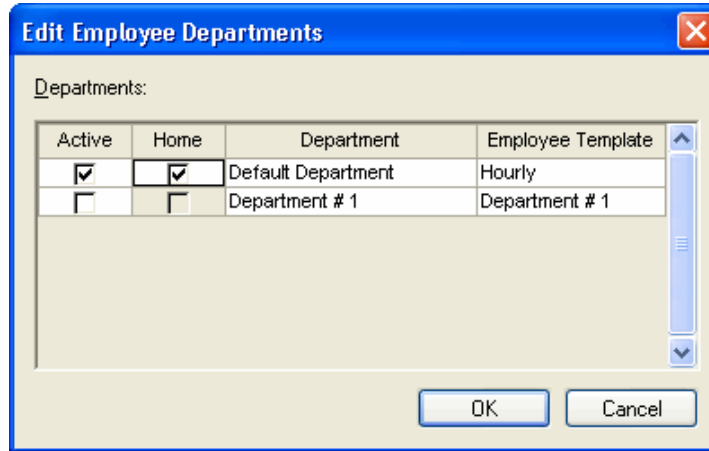 Edit Employee Departments
Departments:
Active Home Department Employee Template
Default Department Hourly
Department # 1 Department # 1
OK Cancel